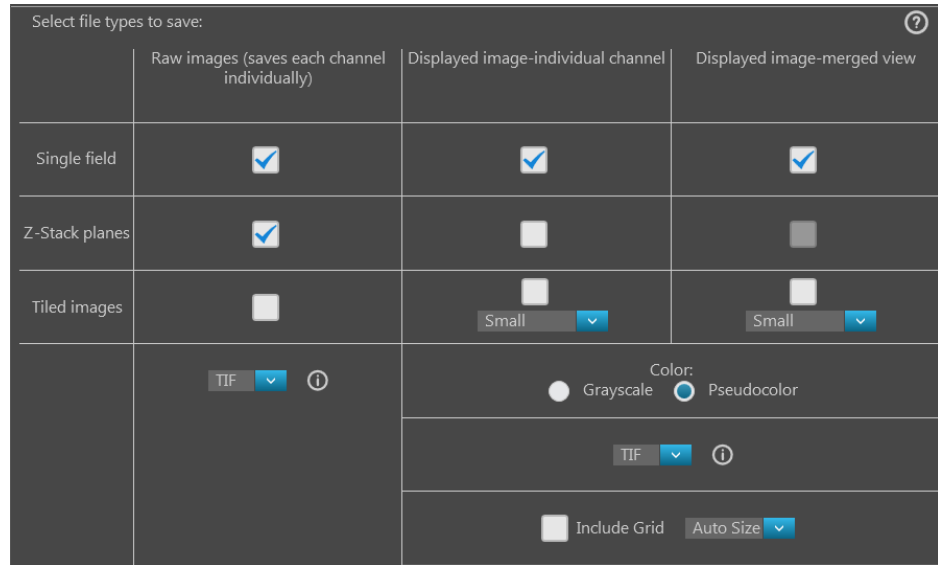 Select file types to save:
Raw images (saves each channel
individually)
Displayed image-individual channel
Displayed image-merged view
Single field
Z-Stack planes
Tiled images
Small
Small
TIF
Color:
Grayscale
Pseudocolor
TIF
Include Grid
Auto Size